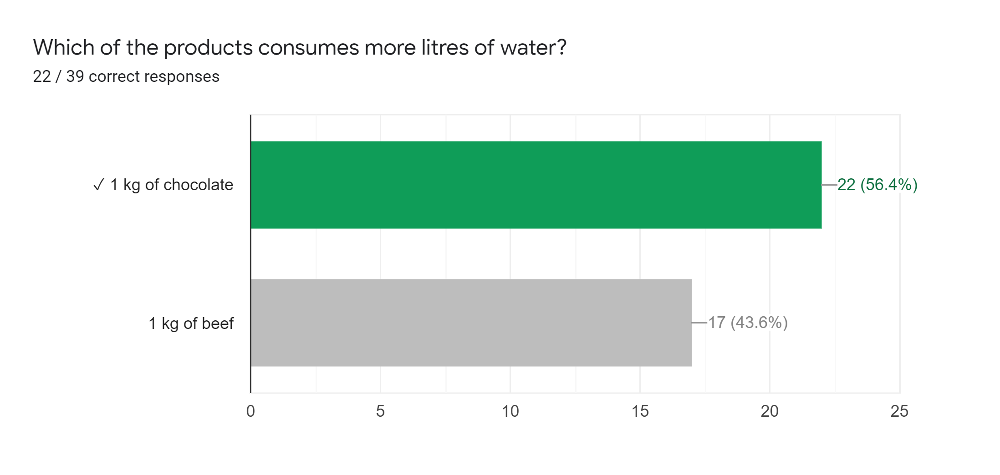 Which of the products consumes more litres of water?
22 / 39 correct responses
✓ 1 kg of chocolate
22 (56.4%)
1 kg of beef
17 (43.6%)
0 5 10 15 20 25